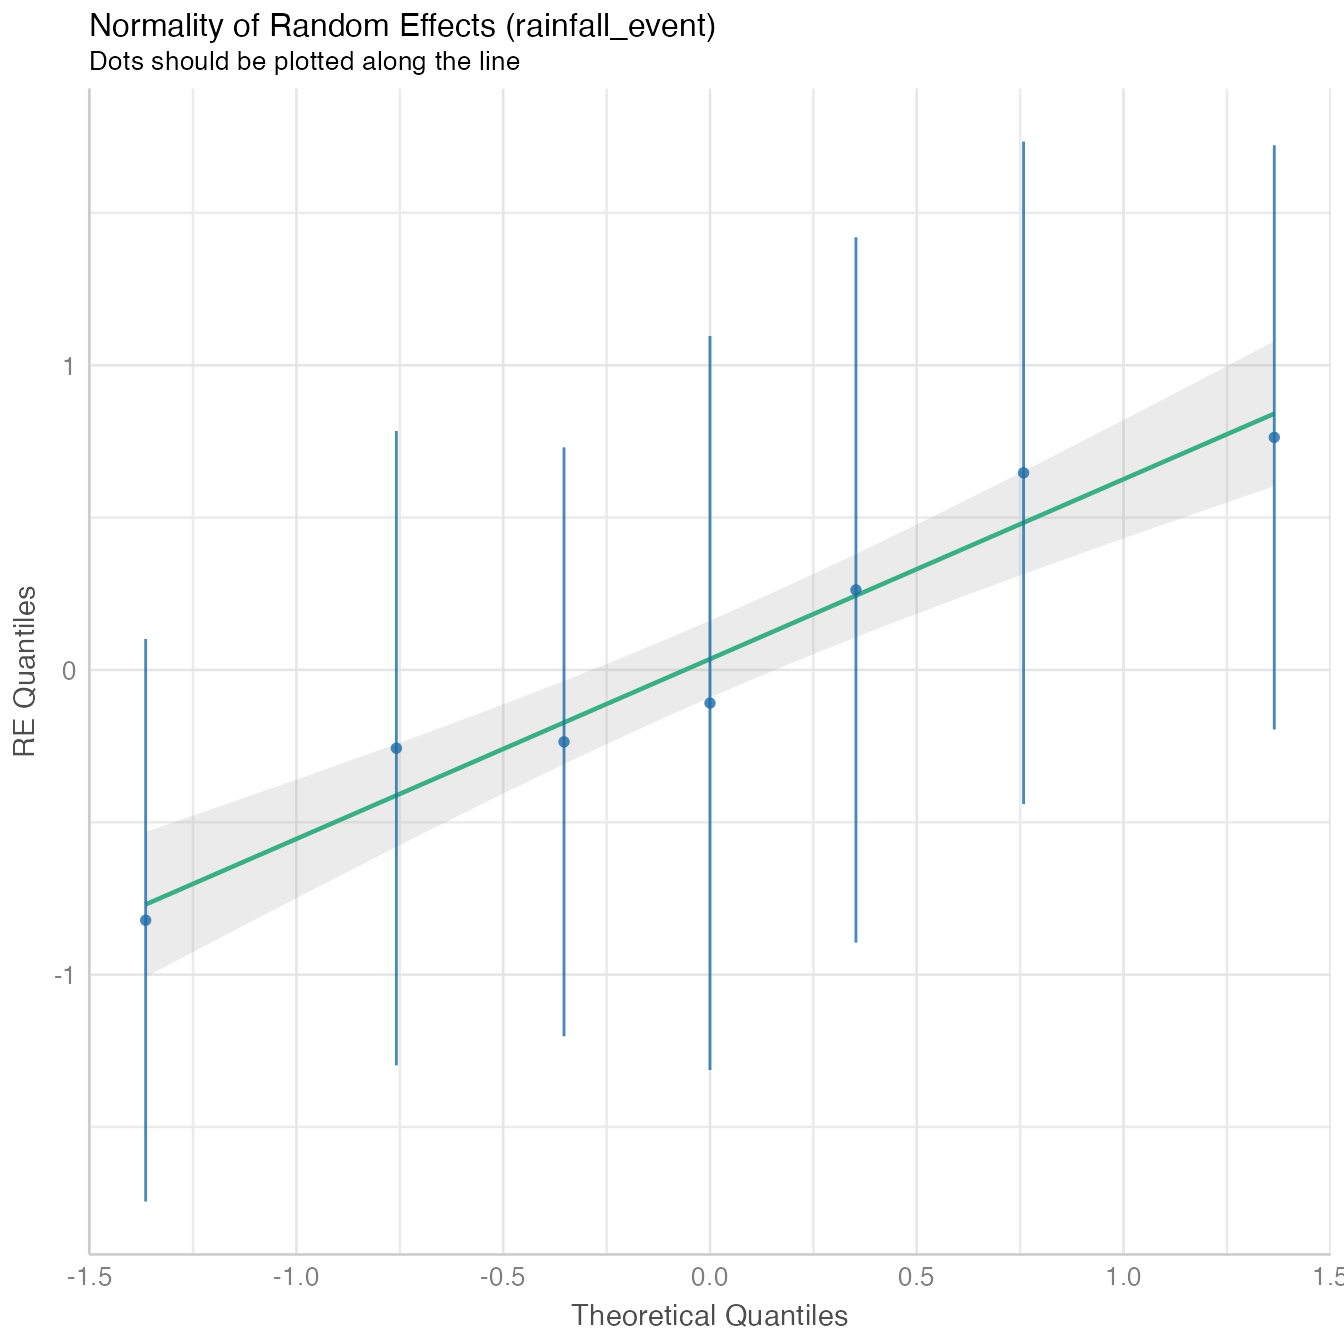 Normality of Random Effects (rainfall_event)
Dots should be plotted along the line
RE Quantiles
1
0
-1
-1.5 -1.0 -0.5 0.0 0.5 1.0 1.5
Theoretical Quantiles